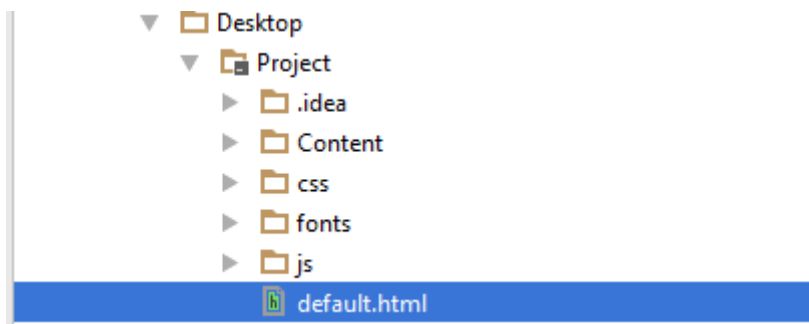 Desktop
Project
.idea
Content
css
fonts
js
default.html